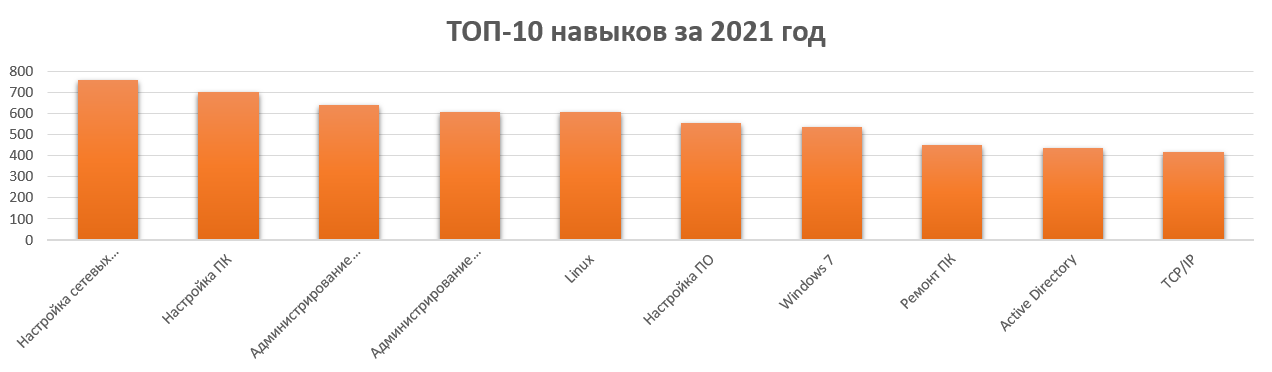 ТОП-10 навыков за 2021 год
800
700
600
500
400
300
200
100
0
Настройка сетевых...
Настройка ПК
Администрирование...
Администрирование...
Linux
Настройка ПО
Windows 7
Ремонт ПК
Active Directory
TCP/IP